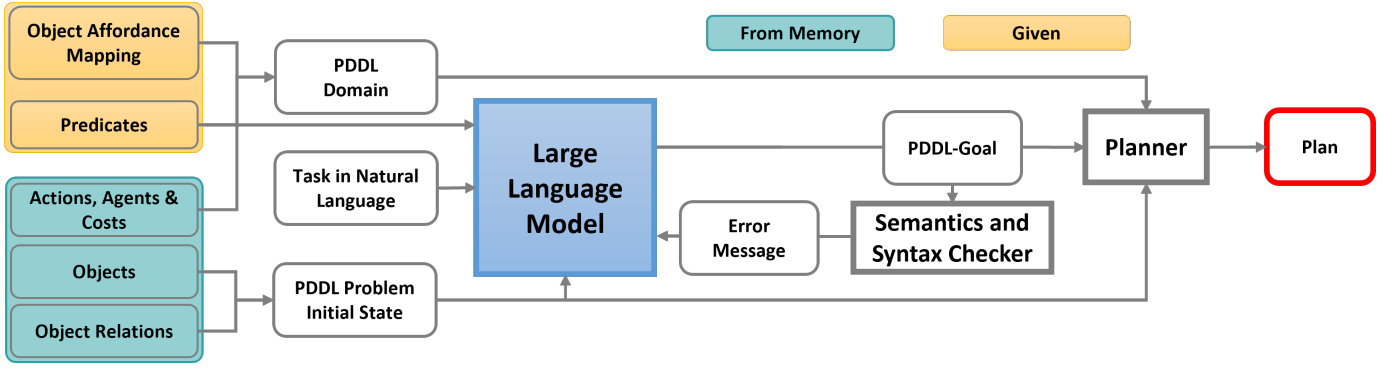 Object Affordance
Mapping
Predicates
Actions, Agents &
Costs
Objects
Object Relations
PDDL
Domain
Task in Natural
Language
PDDL Problem
Initial State
Large
Language
Model
From Memory
Given
PDDL-Goal
Error
Message
Semantics and
Syntax Checker
Planner
Plan